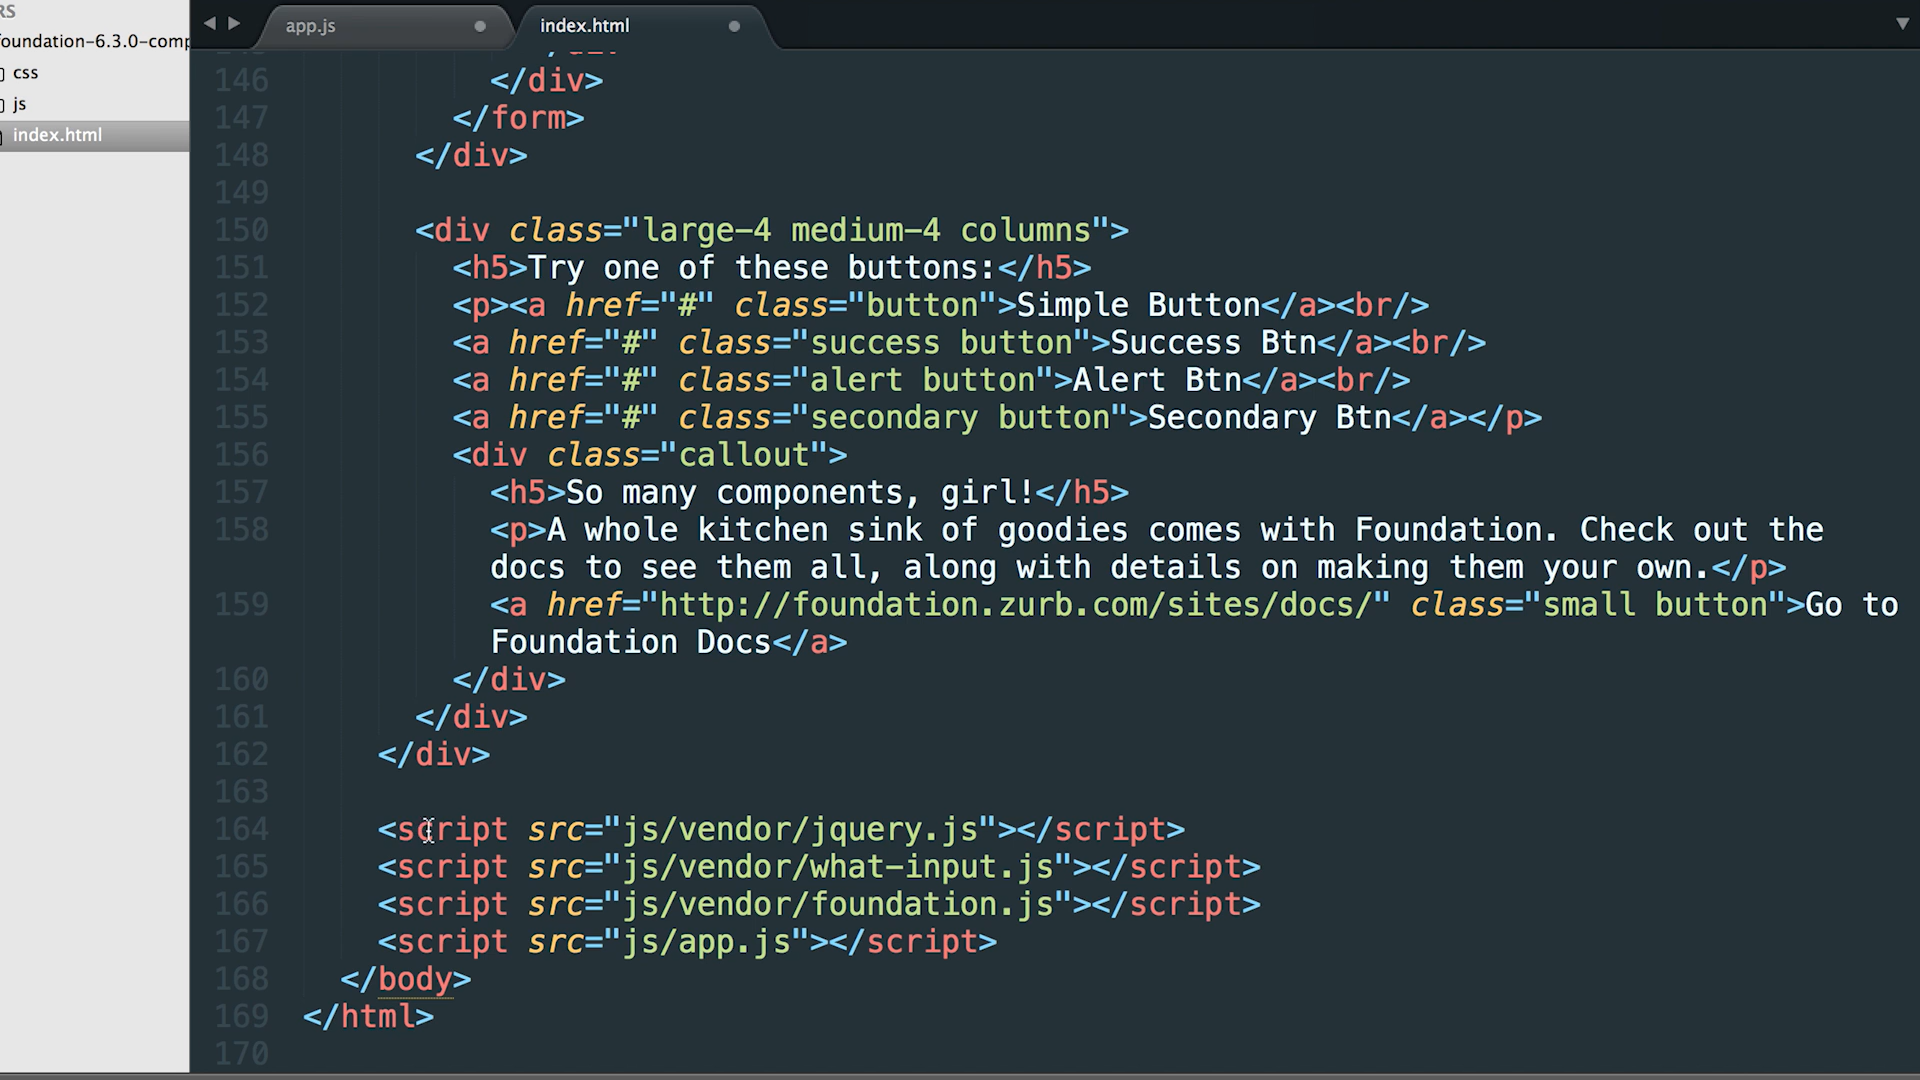 RS
app.js
index.html
foundation-6.3.0-comp
css
js
index.html
146 </div>
147 </form>
148 </div>
149
150 <div class="large-4 medium-4 columns">
151 <h5>Try one of these buttons:</h5>
152 <p><a href="#" class="button">Simple Button</a><br/>
153 <a href="#" class="success button">Success Btn</a><br/>
154 <a href="#" class="alert button">Alert Btn</a><br/>
155 <a href="#" class="secondary button">Secondary Btn</a></p>
156 <div class="callout">
157 <h5>So many components, girl!</h5>
158 <p>A whole kitchen sink of goodies comes with Foundation. Check out the
docs to see them all, along with details on making them your own.</p>
159 <a href="http://foundation.zurb.com/sites/docs/" class="small button">Go to
Foundation Docs</a>
160 </div>
161 </div>
162 </div>
163
164 <script src="js/vendor/jquery.js"></script>
165 <script src="js/vendor/what-input.js"></script>
166 <script src="js/vendor/foundation.js"></script>
167 <script src="js/app.js"></script>
168 </body>
169 </html>
170